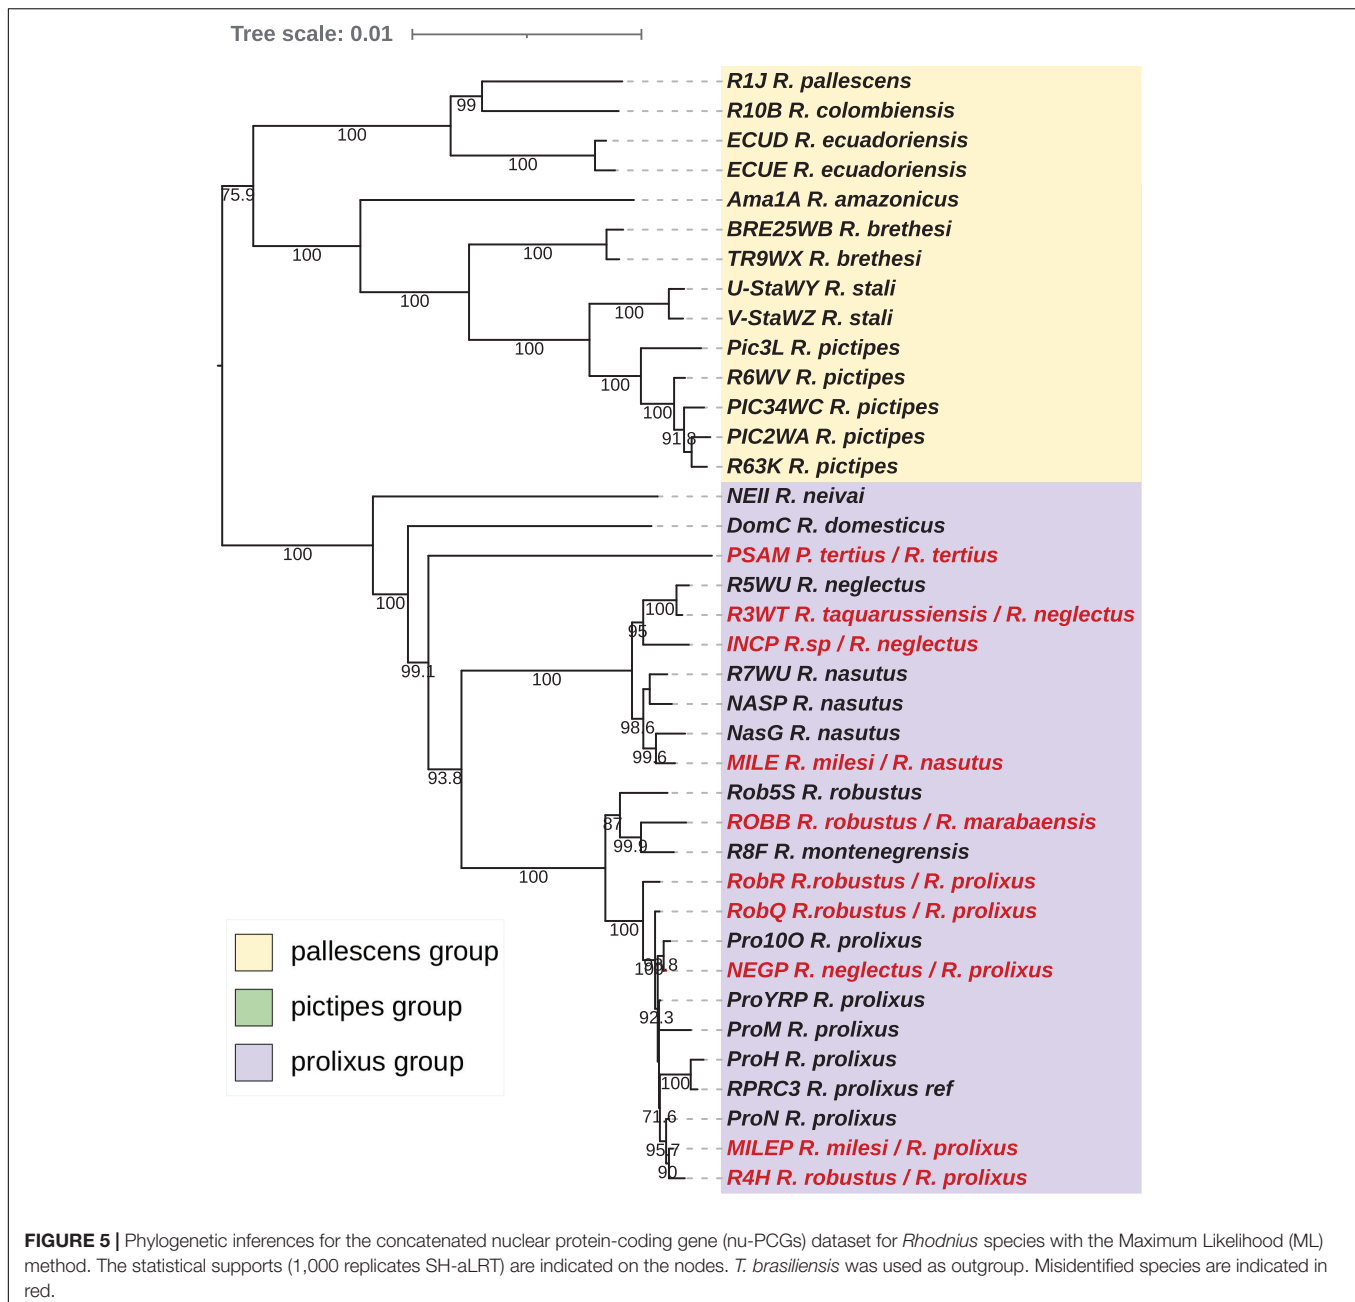 Tree scale: 0.01
R1J R. pallescens
99
R10B R. colombiensis
100
ECUD R. ecuadoriensis
100
ECUE R. ecuadoriensis
75.9
Ama1A R. amazonicus
BRE25WB R. brethesi
100
100
TR9WX R. brethesi
U-StaWY R. stali
100
100
V-StaWZ R. stali
100
Pic3L R. pictipes
R6WV R. pictipes
100
PIC34WC R. pictipes
100
PIC2WA R. pictipes
91.8
R63K R. pictipes
NEII R. neivai
DomC R. domesticus
100
PSAM P. tertius / R. tertius
R5WU R. neglectus
100
100
R3WT R. taquarussiensis / R. neglectus
95
INCP R.sp / R. neglectus
99.1
R7WU R. nasutus
100
NASP R. nasutus
98.6
NasG R. nasutus
99.6
MILE R. milesi / R. nasutus
93.8
Rob5S R. robustus
87
ROBB R. robustus / R. marabaensis
99.9
R8F R. montenegrensis
100
RobR R.robustus / R. prolixus
RobQ R.robustus / R. prolixus
100
Pro10O R. prolixus
NEGP R. neglectus / R. prolixus
ProYRP R. prolixus
92.3
ProM R. prolixus
ProH R. prolixus
100
RPRC3 R. prolixus ref
71.6
ProN R. prolixus
95.7
MILEP R. milesi / R. prolixus
90
R4H R. robustus / R. prolixus
pallescens group
pictipes group
prolixus group
FIGURE 5 | Phylogenetic inferences for the concatenated nuclear protein-coding gene (nu-PCGs) dataset for Rhodnius species with the Maximum Likelihood (ML)
method. The statistical supports (1,000 replicates SH-aLRT) are indicated on the nodes. T. brasiliensis was used as outgroup. Misidentified species are indicated in
red.